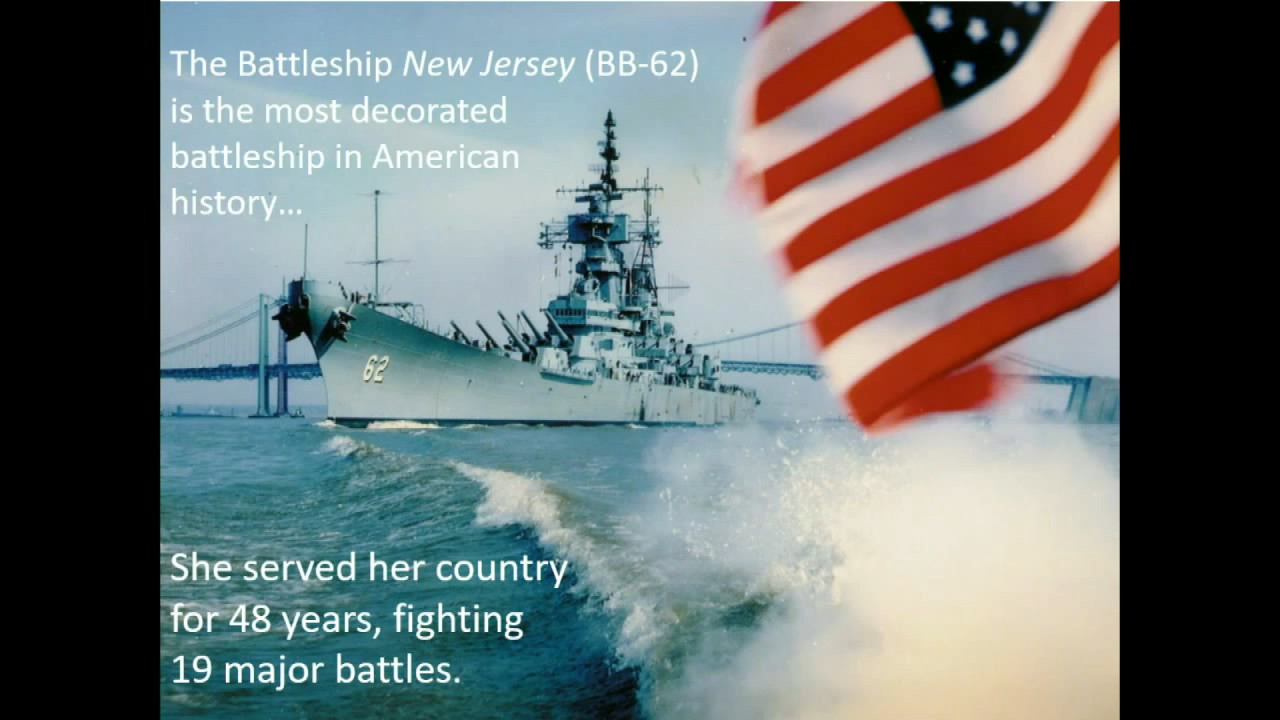 The Battleship New Jersey (BB-62)
is the most decorated
battleship in American
history…
62
She served her country
for 48 years, fighting
19 major battles.